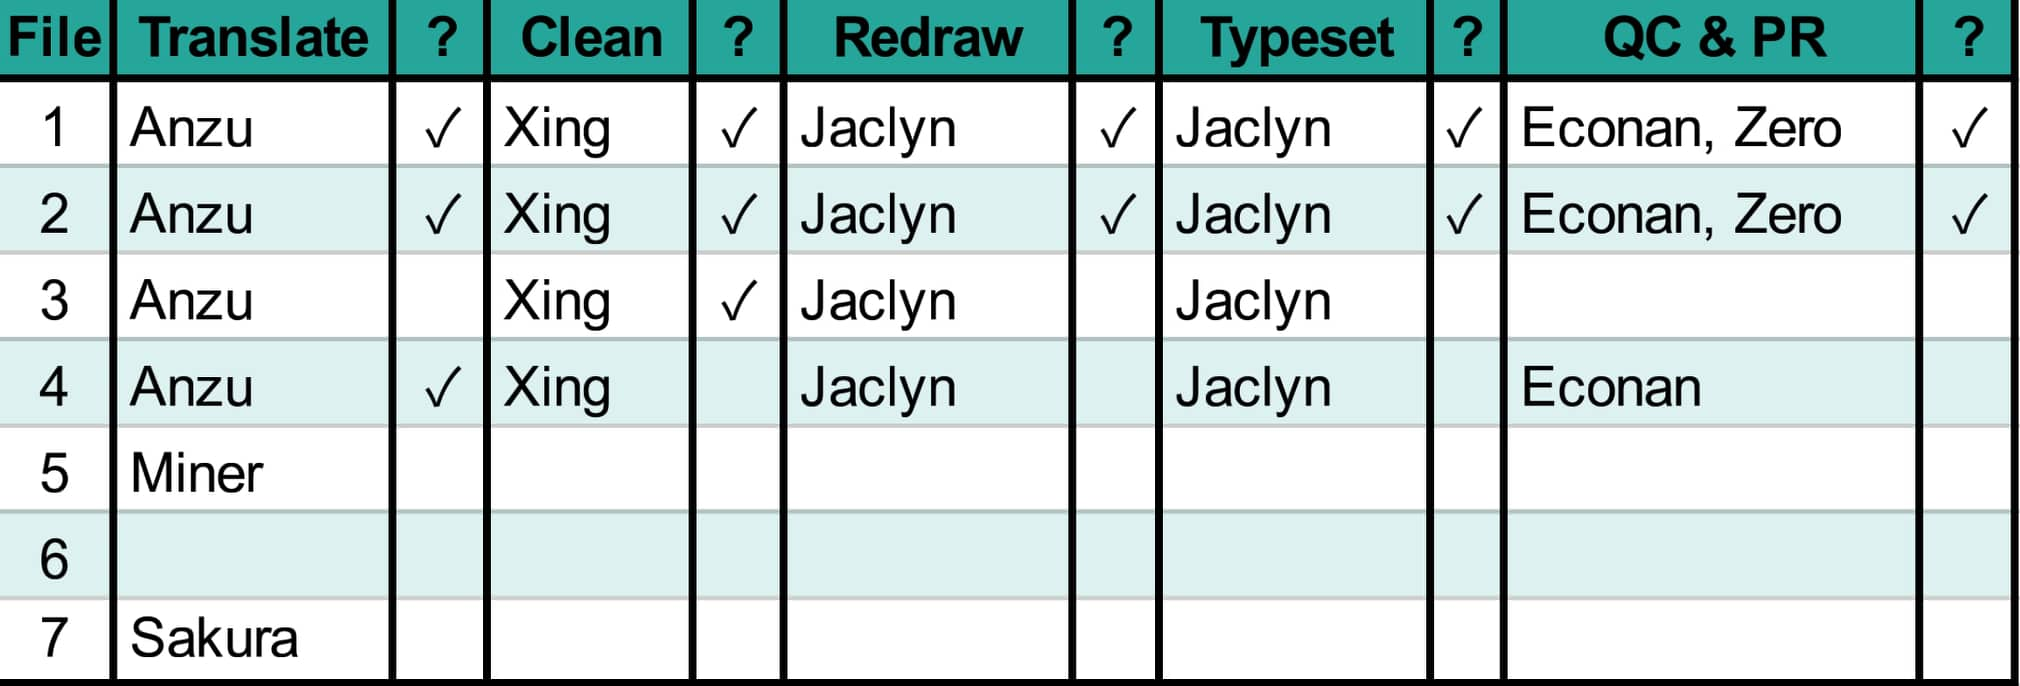 File Translate ? Clean ? Redraw ? Typeset ? QC & PR ?
1 Anzu ✓ Xing ✓ Jaclyn ✓ Jaclyn ✓ Econan, Zero ✓
2 Anzu ✓ Xing ✓ Jaclyn ✓ Jaclyn ✓ Econan, Zero ✓
3 Anzu Xing ✓ Jaclyn Jaclyn
4 Anzu ✓ Xing Jaclyn Jaclyn Econan
5 Miner
6
7 Sakura